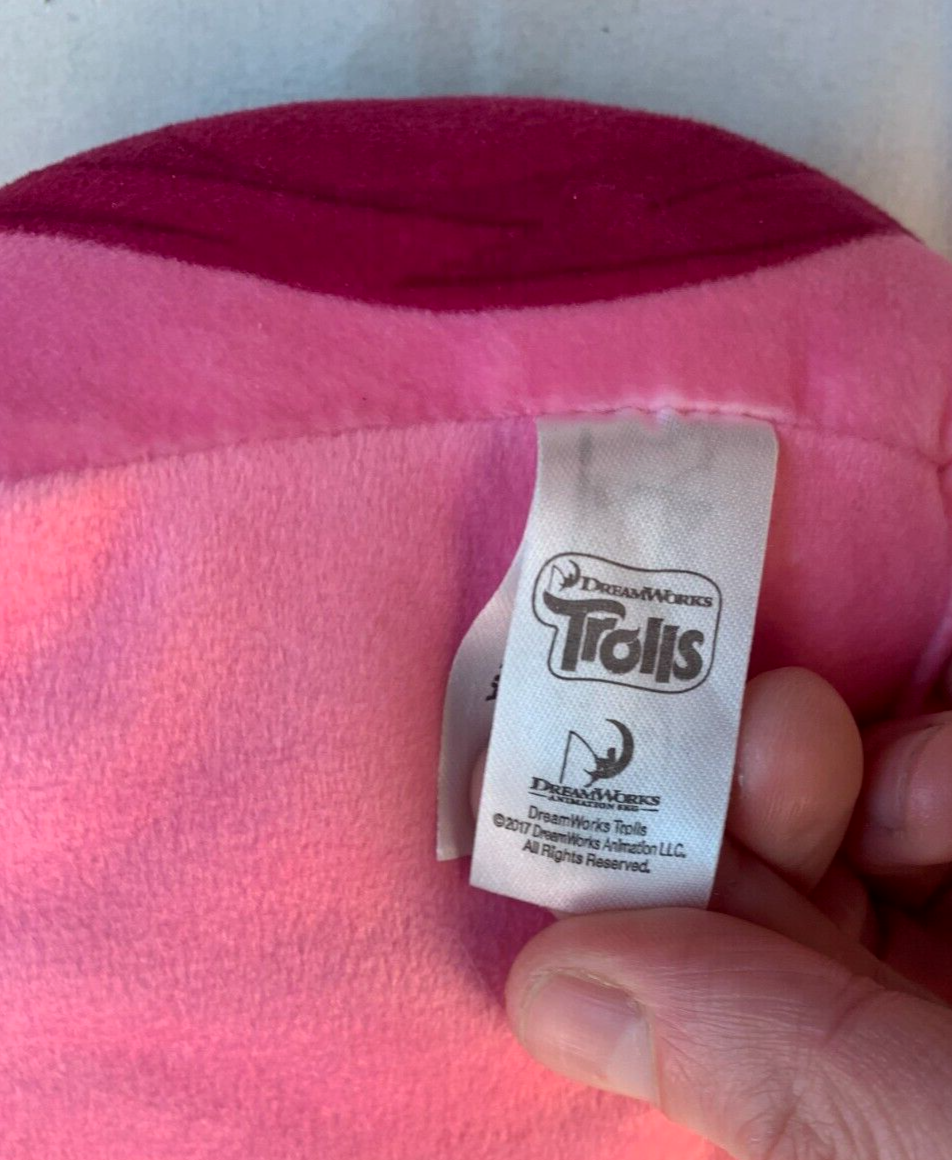 DREAMWORKS
Trolls
DREAMWORKS
ANIMATION SKG
DreamWorks Trolls
©2017 DreamWorks Animation LLC.
All Rights Reserved.